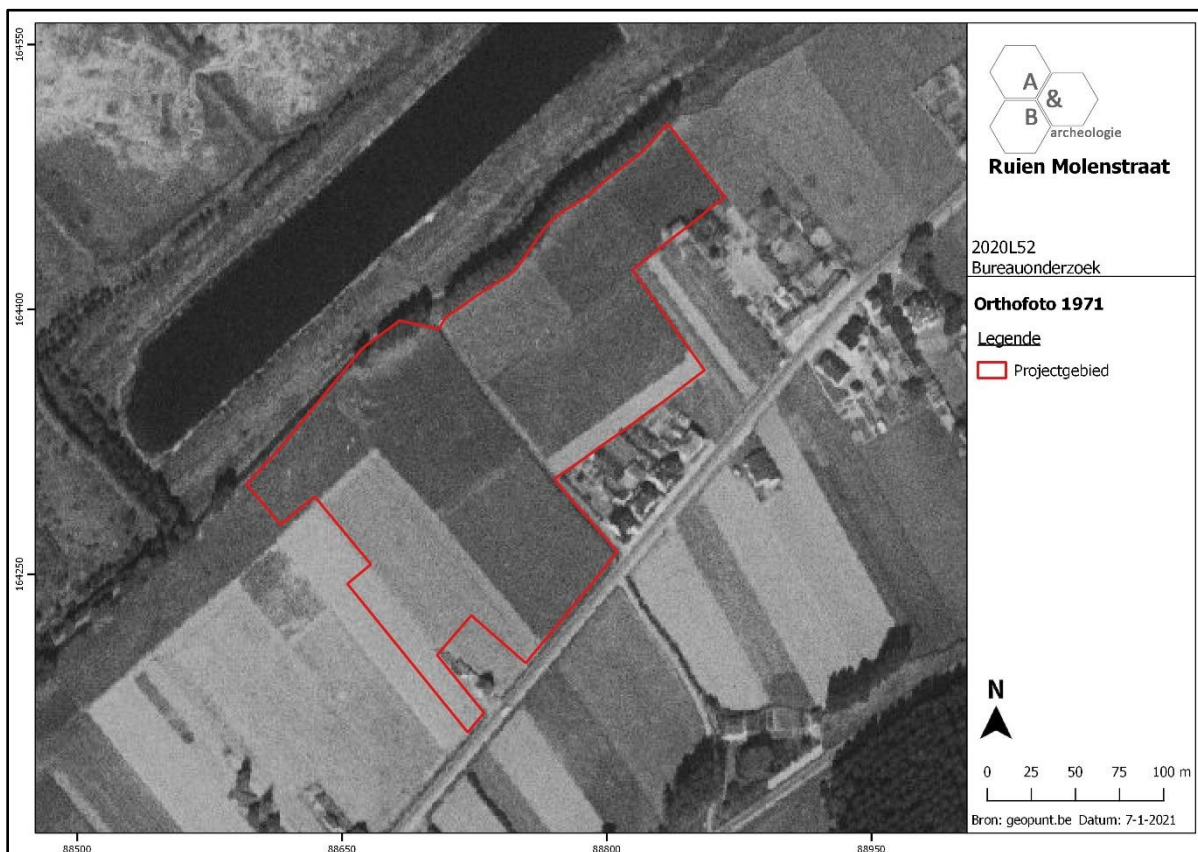 A
&
B
archeologie
Ruien Molenstraat
2020L52
Bureauonderzoek
Orthofoto 1971
Legende
Projectgebied
N
0 25 50 75 100 m
Bron: geopunt.be Datum: 7-1-2021
164550
164400
164250
88500 88650 88800 88950